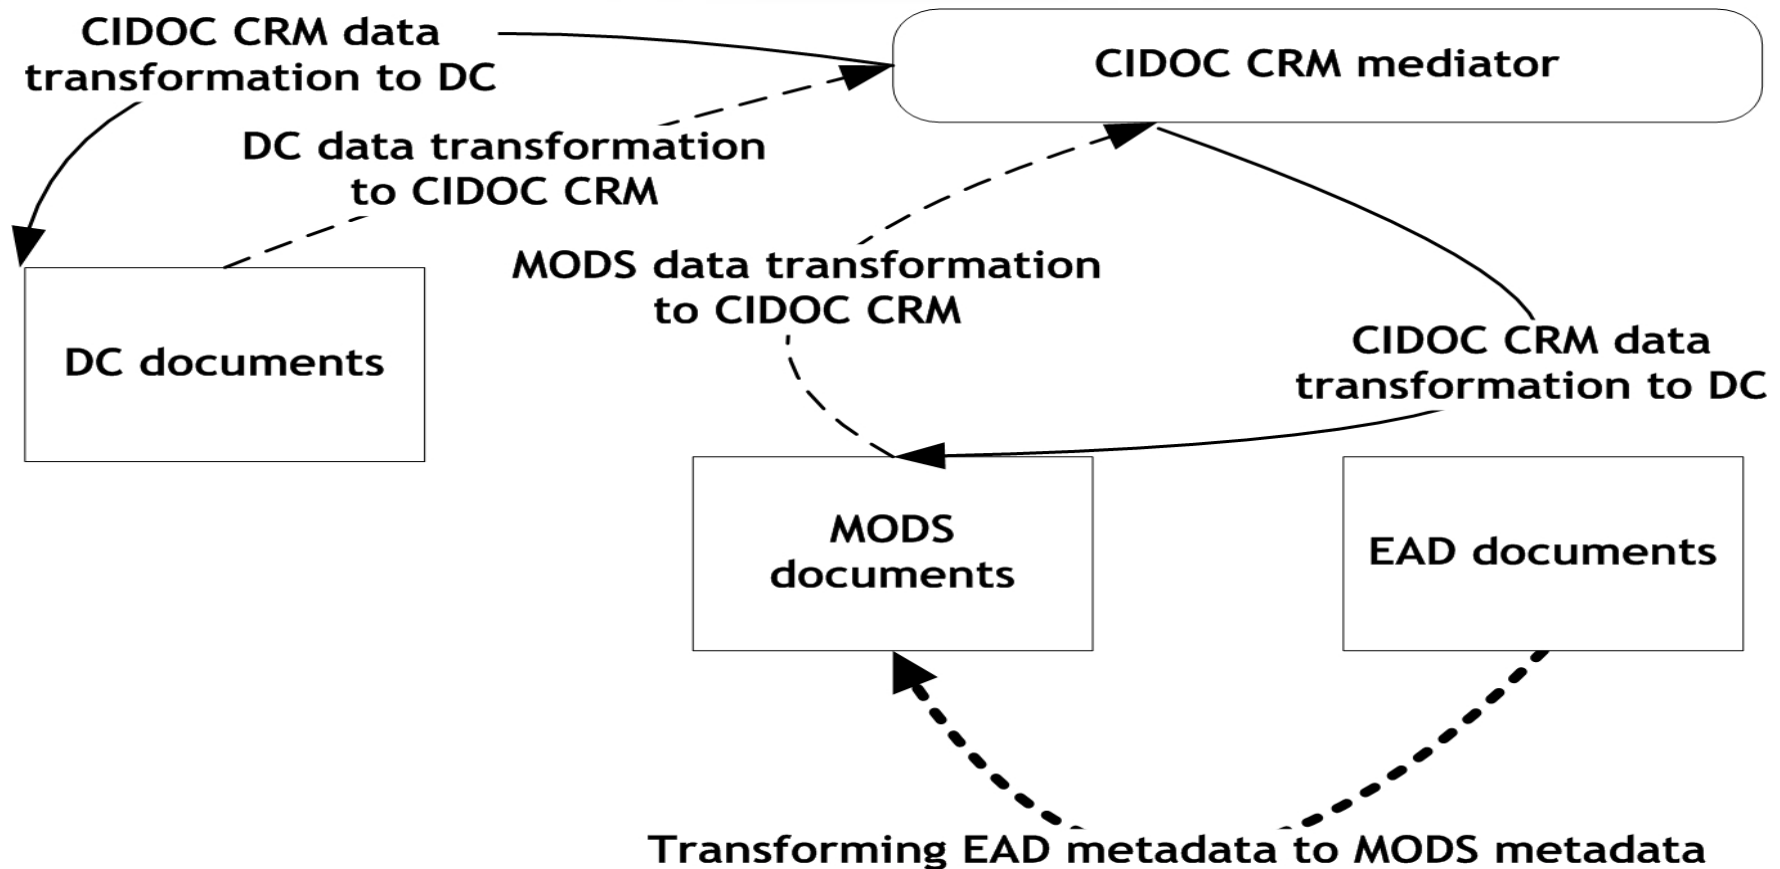 CIDOC CRM data
transformation to DC
CIDOC CRM mediator
DC data transformation
to CIDOC CRM
MODS data transformation
to CIDOC CRM
DC documents
CIDOC CRM data
transformation to DC
MODS
documents
EAD documents
Transforming EAD metadata to MODS metadata